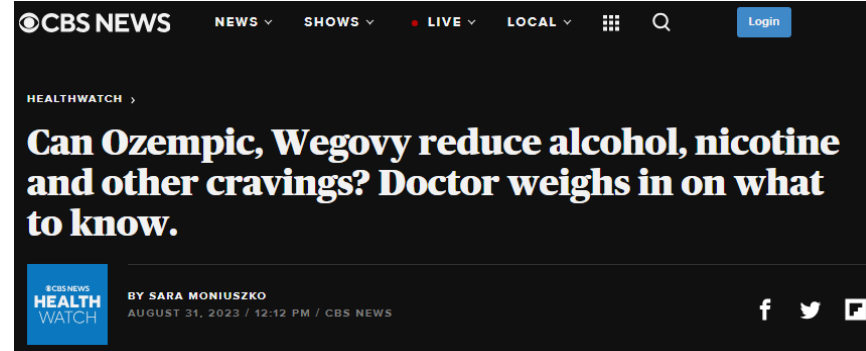 CBS NEWS NEWS SHOWS LIVE LOCAL Login
HEALTHWATCH >
Can Ozempic, Wegovy reduce alcohol, nicotine
and other cravings? Doctor weighs in on what
to know.
CBS NEWS
HEALTH
WATCH
BY SARA MONIUSZKO
AUGUST 31, 2023 / 12:12 PM / CBS NEWS